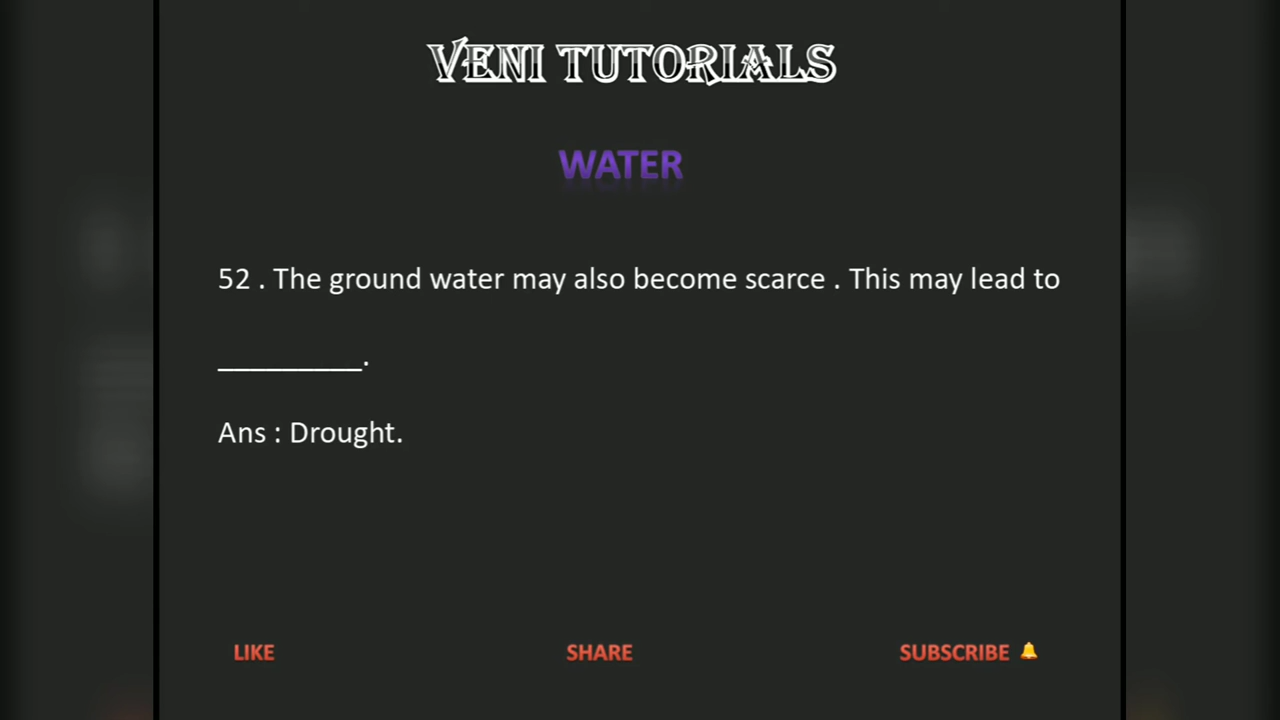 VENI TUTORIALS
WATER
52 . The ground water may also become scarce . This may lead to
_________.
Ans : Drought.
LIKE SHARE SUBSCRIBE 🔔